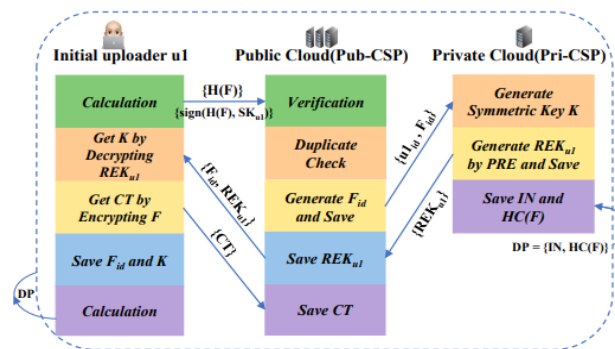 Initial uploader u1
Public Cloud(Pub-CSP)
Private Cloud(Pri-CSP)
Calculation
Get K by
Decrypting
REKu1
Get CT by
Encrypting F
Save Fid and K
Calculation
DP
{H(F)}
{sign(H(F), SKu1)}
{Fid, REKu1}
{CT}
Verification
Duplicate
Check
Generate Fid
and Save
Save REKu1
Save CT
{u1id, Fid}
{REKu1}
Generate
Symmetric Key K
Generate REKu1
by PRE and Save
Save IN and
HC(F)
DP = {IN, HC(F)}